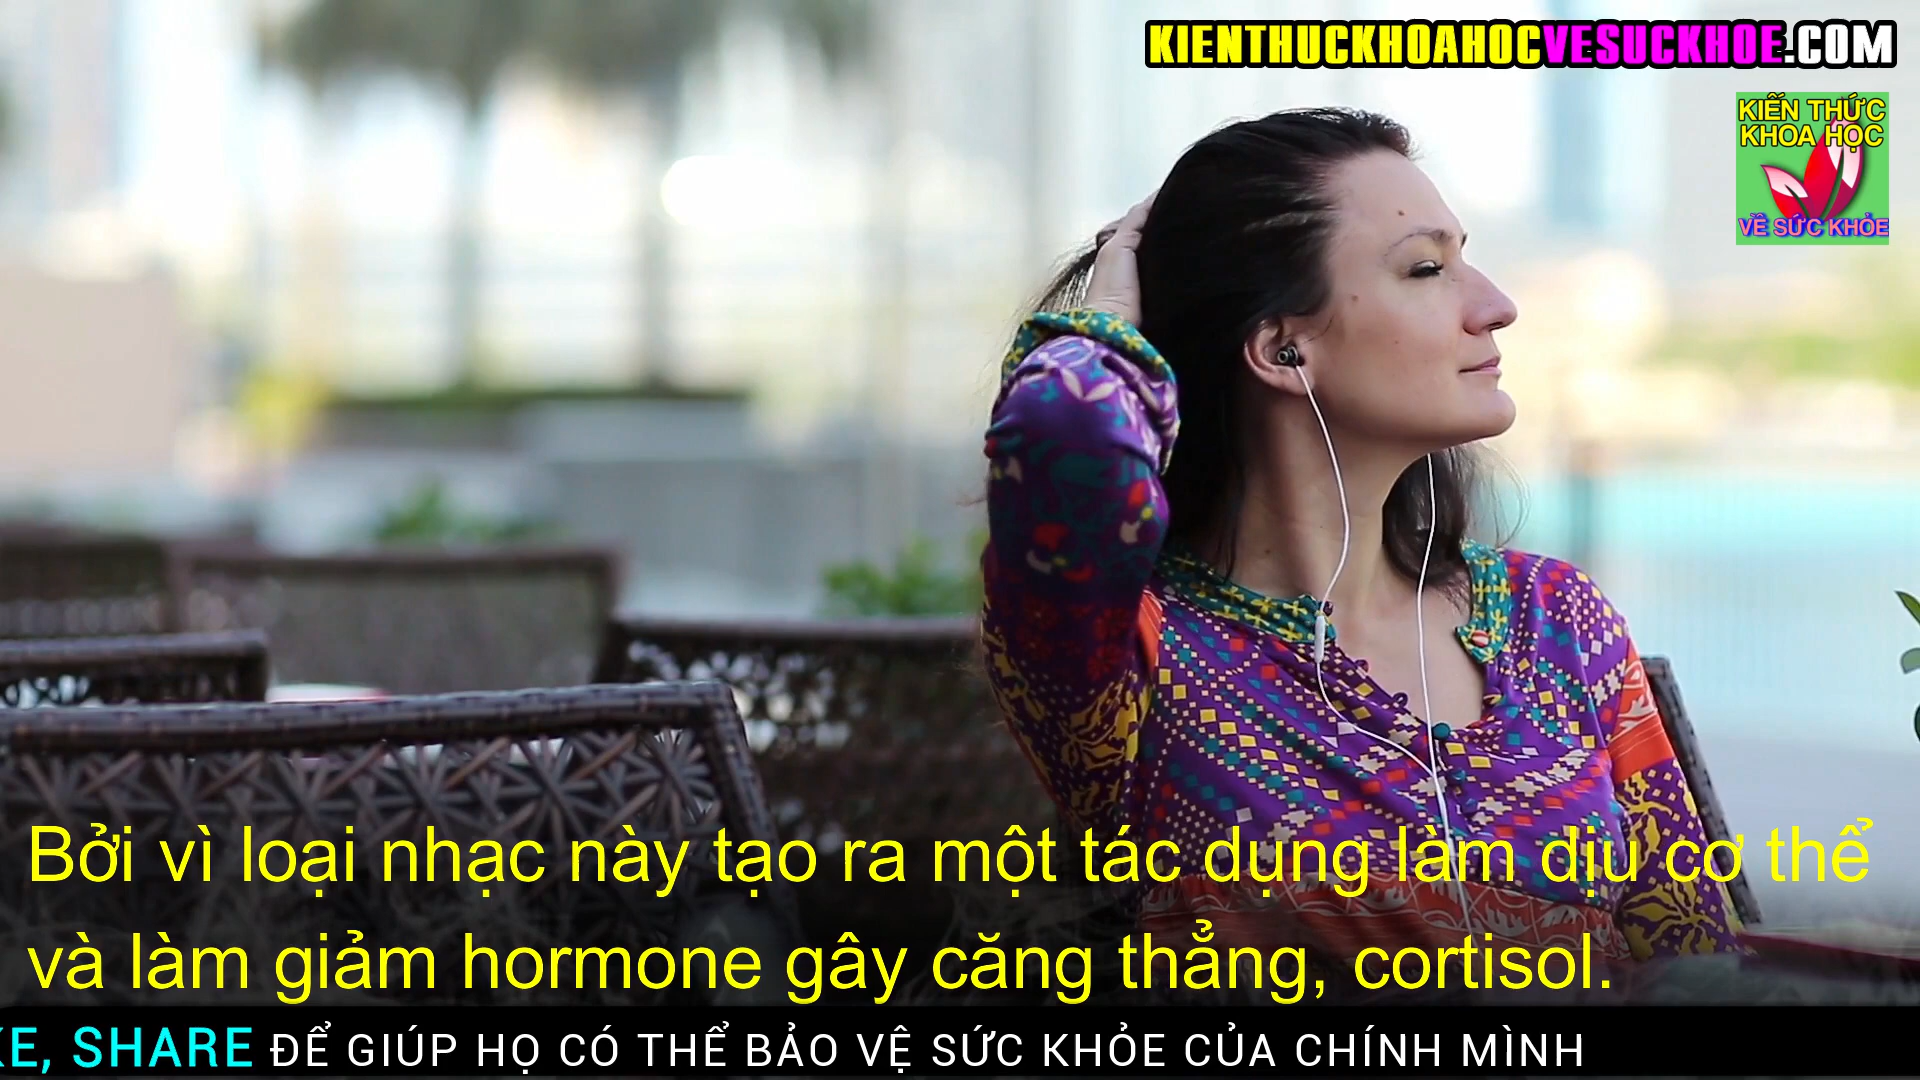 KIENTHUCKHOAHOCVESUCKHOE.COM
KIẾN THỨC
KHOA HỌC
VỀ SỨC KHỎE
Bởi vì loại nhạc này tạo ra một tác dụng làm dịu cơ thể
và làm giảm hormone gây căng thẳng, cortisol.
KE, SHARE ĐỂ GIÚP HỌ CÓ THỂ BẢO VỆ SỨC KHỎE CỦA CHÍNH MÌNH